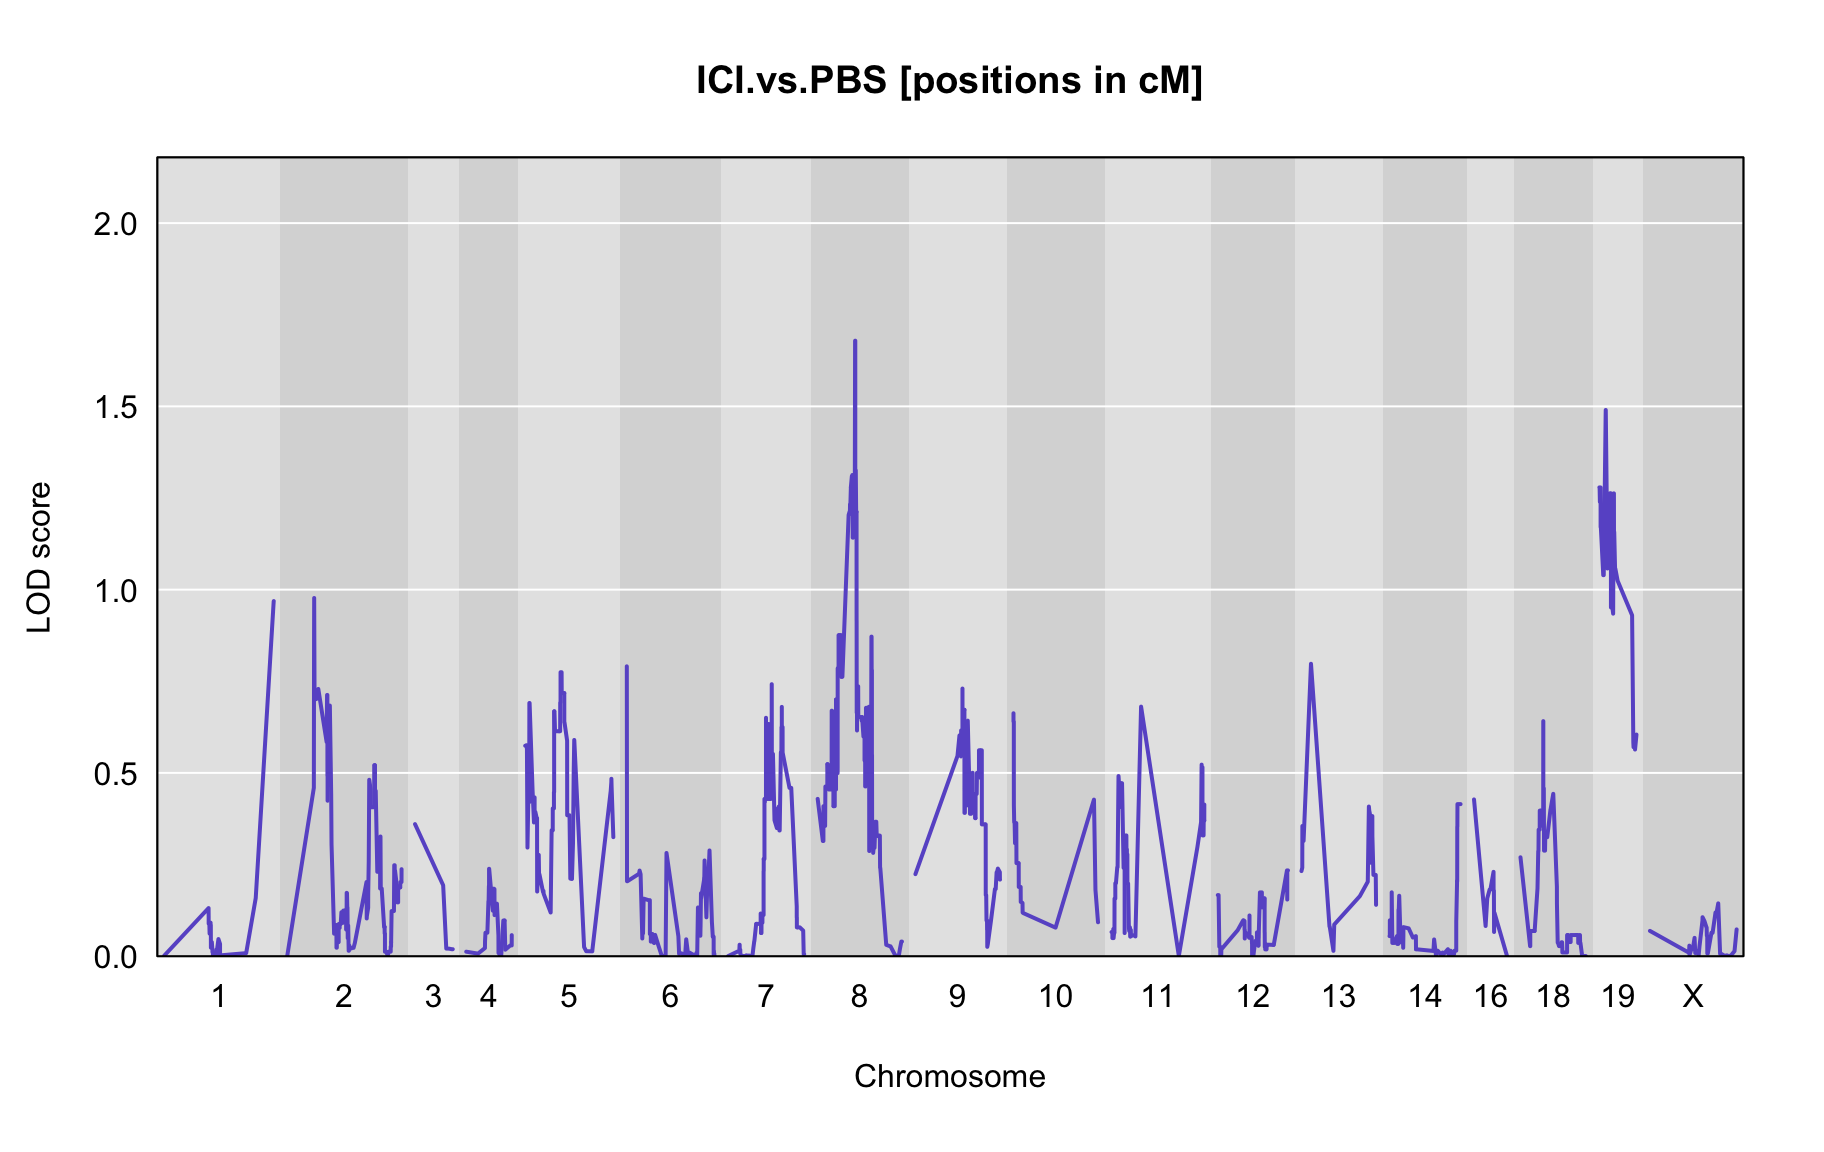 ICI.vs.PBS [positions in cM]
LOD score
2.0
1.5
1.0
0.5
0.0
1 2 3 4 5 6 7 8 9 10 11 12 13 14 16 18 19 X
Chromosome